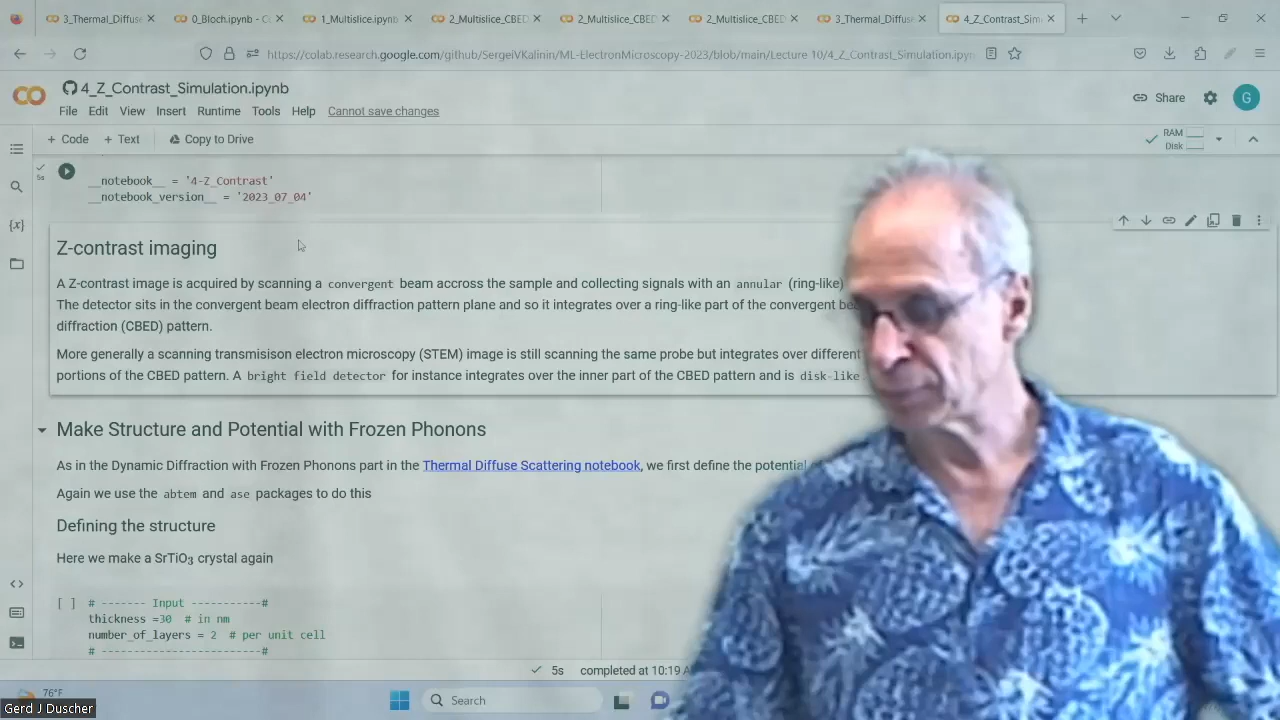 3_Thermal_Diffuse
0_Bloch.ipynb - C
1_Multislice.ipynb
2_Multislice_CBED
2_Multislice_CBED
2_Multislice_CBED
3_Thermal_Diffuse
4_Z_Contrast_Sim
https://colab.research.google.com/github/SergeiVKalinin/ML-ElectronMicroscopy-2023/blob/main/Lecture 10/4_Z_Contrast_Simulation.ipyn
4_Z_Contrast_Simulation.ipynb
File Edit View Insert Runtime Tools Help Cannot save changes
Share
G
+ Code + Text Copy to Drive
RAM
Disk
5s
__notebook__ = '4-Z_Contrast'
__notebook_version__ = '2023_07_04'
Z-contrast imaging
A Z-contrast image is acquired by scanning a convergent beam accross the sample and collecting signals with an annular (ring-like)
The detector sits in the convergent beam electron diffraction pattern plane and so it integrates over a ring-like part of the convergent
diffraction (CBED) pattern.
More generally a scanning transmisison electron microscopy (STEM) image is still scanning the same probe but integrates over different
portions of the CBED pattern. A bright field detector for instance integrates over the inner part of the CBED pattern and is disk-like
Make Structure and Potential with Frozen Phonons
As in the Dynamic Diffraction with Frozen Phonons part in the Thermal Diffuse Scattering notebook, we first define the potential
Again we use the abtem and ase packages to do this
Defining the structure
Here we make a SrTiO₃ crystal again
[ ] # ------- Input ----------#
thickness =30 # in nm
number_of_layers = 2 # per unit cell
# ------------------------#
5s completed at 10:19
76°F
Search
Gerd J Duscher